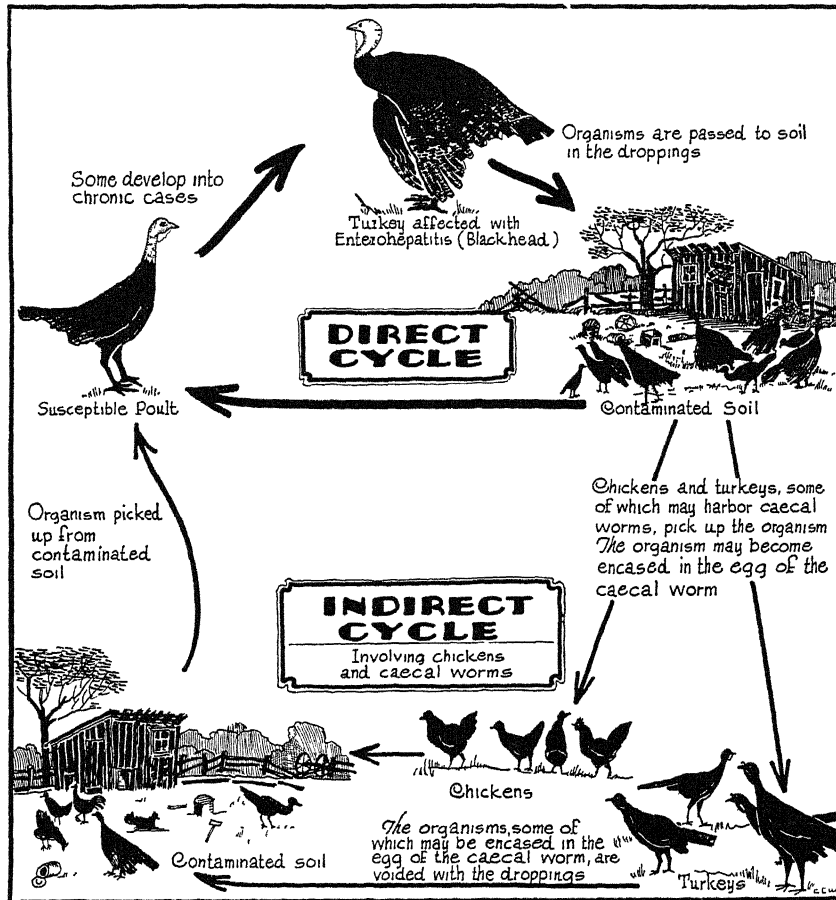 Organisms are passed to soil
in the droppings
Some develop into
chronic cases
Turkey affected with
Enterohepatitis (Blackhead)
DIRECT
CYCLE
Susceptible Poult
Contaminated Soil
Chickens and turkeys, some
of which may harbor caecal
worms, pick up the organism
The organism may become
encased in the egg of the
caecal worm
Organism picked
up from
contaminated
soil
INDIRECT
CYCLE
Involving chickens
and caecal worms
Chickens
The organisms, some of
which may be encased in the
egg of the caecal worm, are
voided with the droppings
Contaminated soil
Turkeys